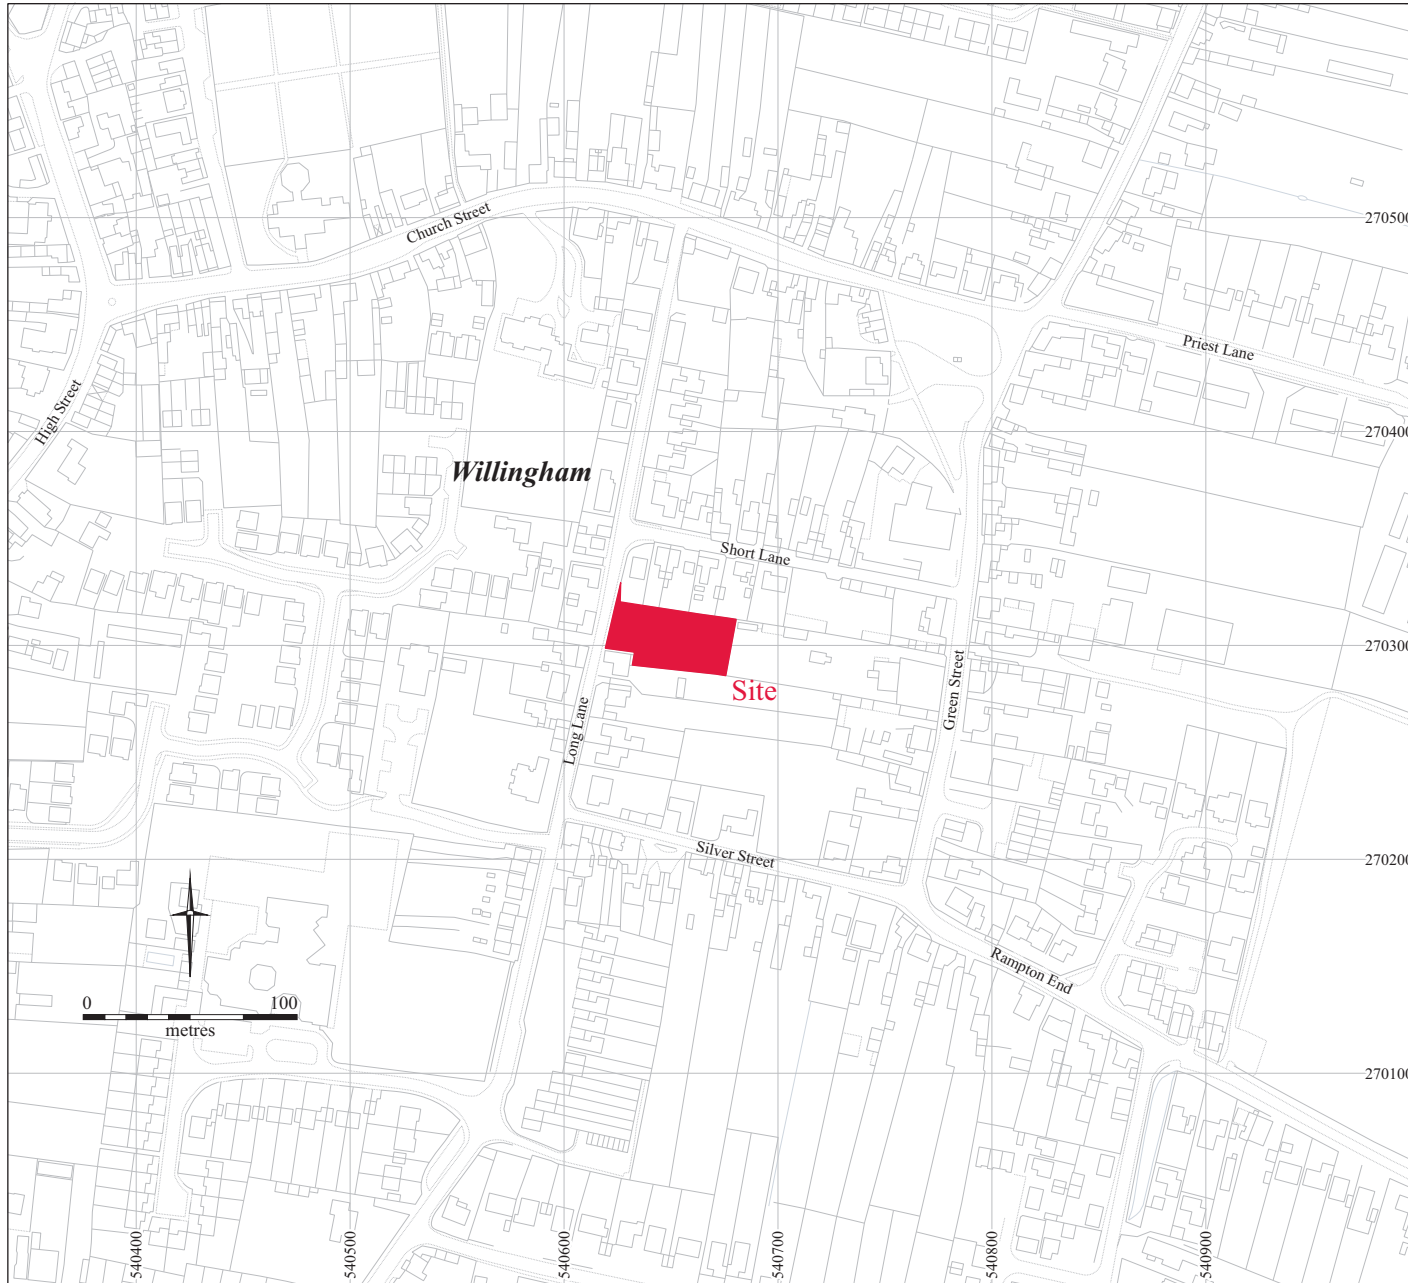 270500
Church Street
Priest Lane
High Street
270400
Willingham
Short Lane
270300
Site
Green Street
Long Lane
Silver Street
270200
Rampton End
0 100
metres
270100
540400
540500
540600
540700
540800
540900